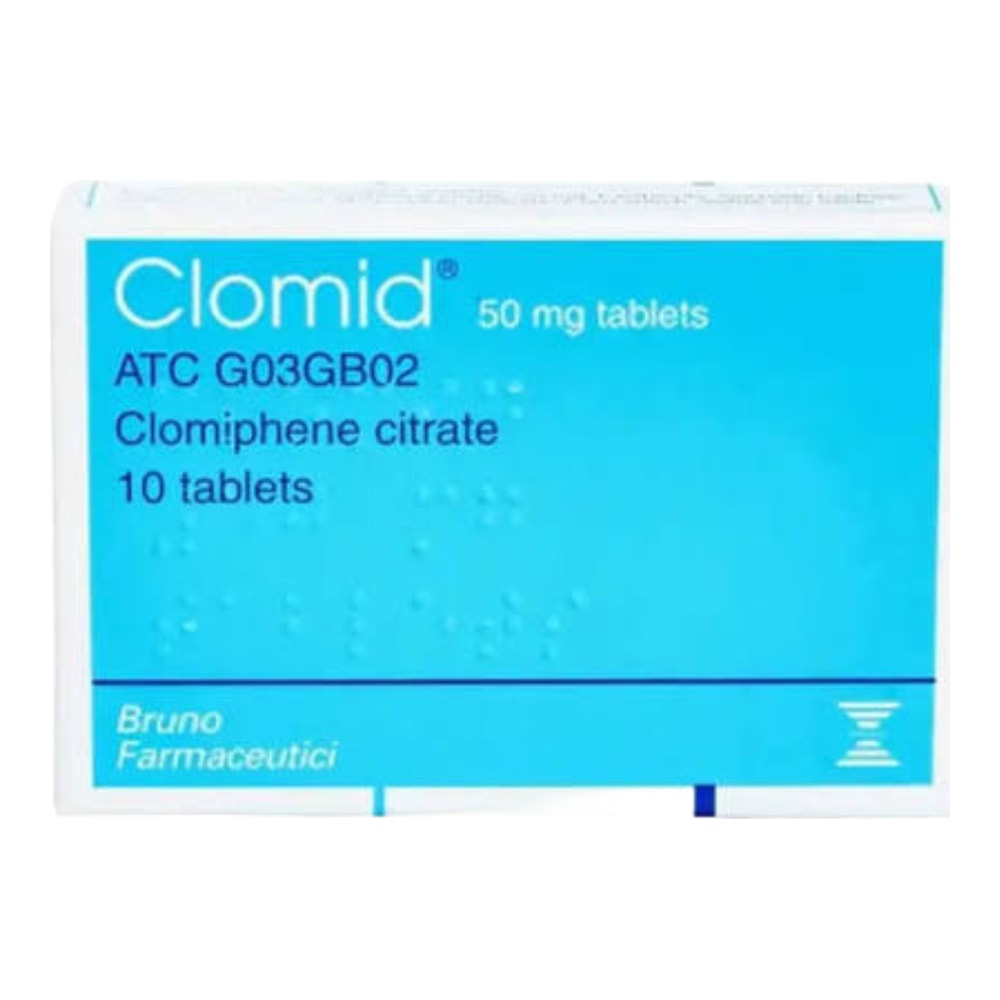 Clomid® 50 mg tablets
ATC G03GB02
Clomiphene citrate
10 tablets
Bruno
Farmaceutici